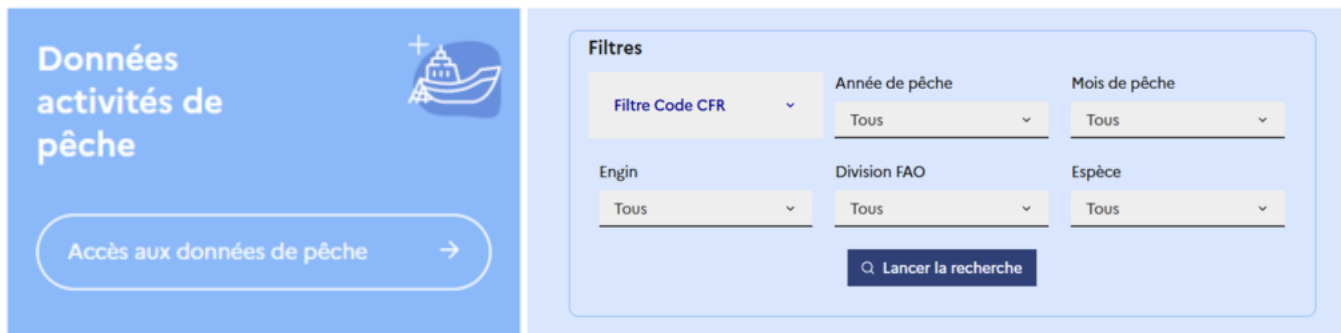 Données
activités de
pêche
Accès aux données de pêche
Filtres
Filtre Code CFR
Année de pêche
Tous
Mois de pêche
Tous
Engin
Tous
Division FAO
Tous
Espèce
Tous
Lancer la recherche